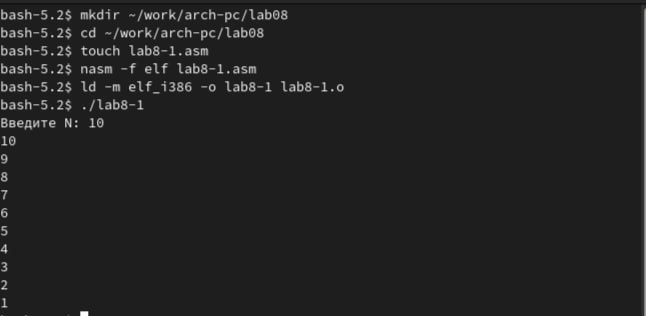 bash-5.2$ mkdir ~/work/arch-pc/lab08
bash-5.2$ cd ~/work/arch-pc/lab08
bash-5.2$ touch lab8-1.asm
bash-5.2$ nasm -f elf lab8-1.asm
bash-5.2$ ld -m elf_i386 -o lab8-1 lab8-1.o
bash-5.2$ ./lab8-1
Введите N: 10
10
9
8
7
6
5
4
3
2
1